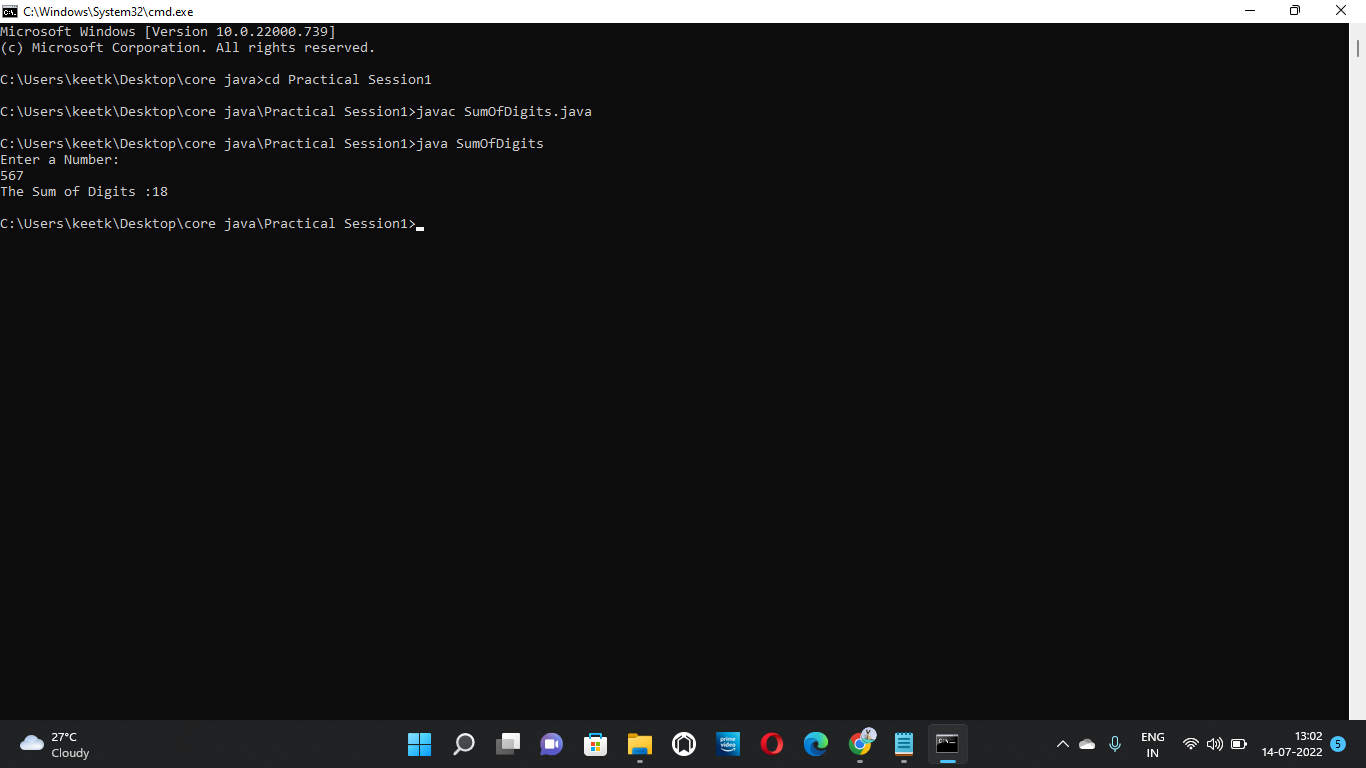 C:\Windows\System32\cmd.exe
Microsoft Windows [Version 10.0.22000.739]
(c) Microsoft Corporation. All rights reserved.
C:\Users\keetk\Desktop\core java>cd Practical Session1
C:\Users\keetk\Desktop\core java\Practical Session1>javac SumOfDigits.java
C:\Users\keetk\Desktop\core java\Practical Session1>java SumOfDigits
Enter a Number:
567
The Sum of Digits :18
C:\Users\keetk\Desktop\core java\Practical Session1>
27°C
Cloudy
prime video
Y
ENG
IN
13:02
14-07-2022
5